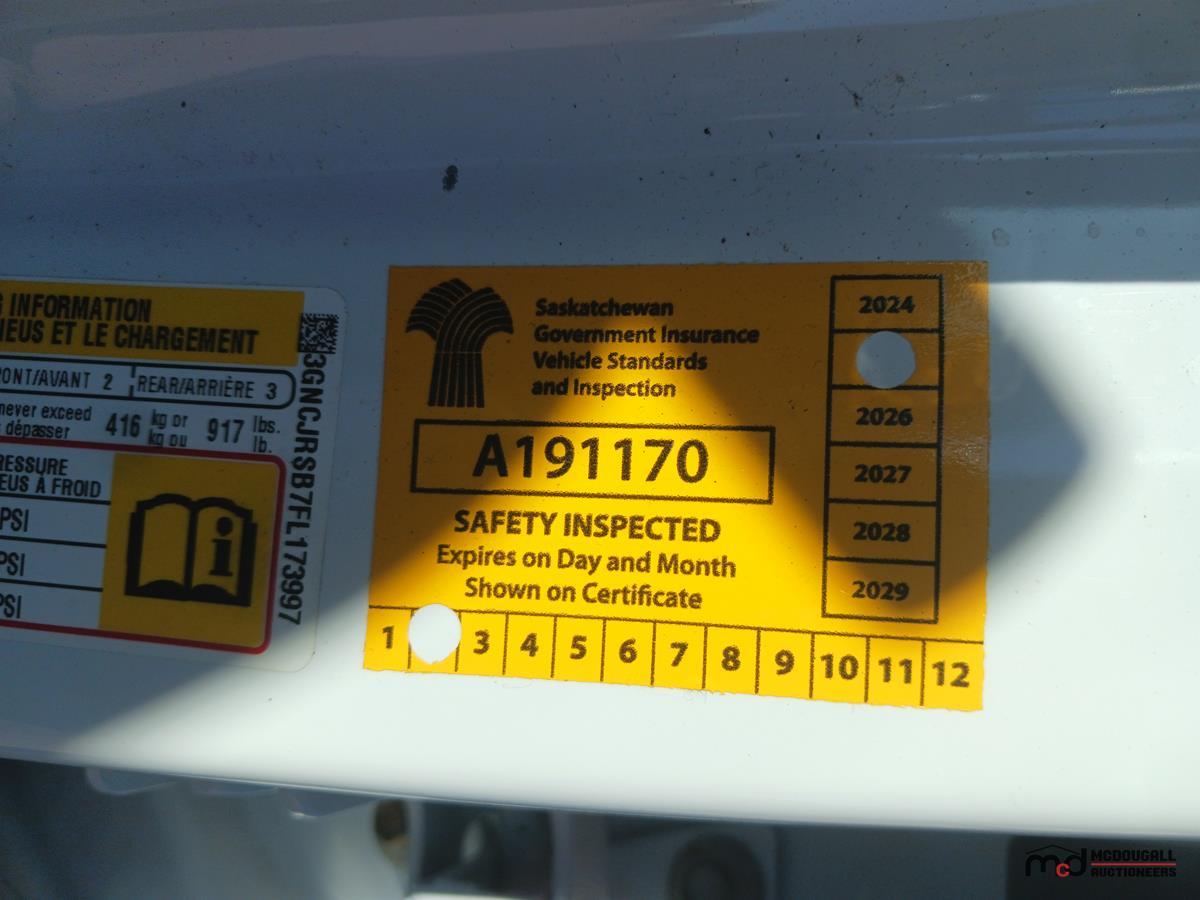 G INFORMATION
NEUS ET LE CHARGEMENT
FRONT/AVANT 2
REAR/ARRIÈRE 3
never exceed
dépasser
416
kg or
kg ou
917
lbs.
lb.
PRESSURE
NEUS À FROID
PSI
PSI
PSI
3GNCJRSB7FL173997
Saskatchewan
Government Insurance
Vehicle Standards
and Inspection
A191170
SAFETY INSPECTED
Expires on Day and Month
Shown on Certificate
2024
2026
2027
2028
2029
1 3 4 5 6 7 8 9 10 11 12
mcd MCDOUGALL
AUCTIONEERS